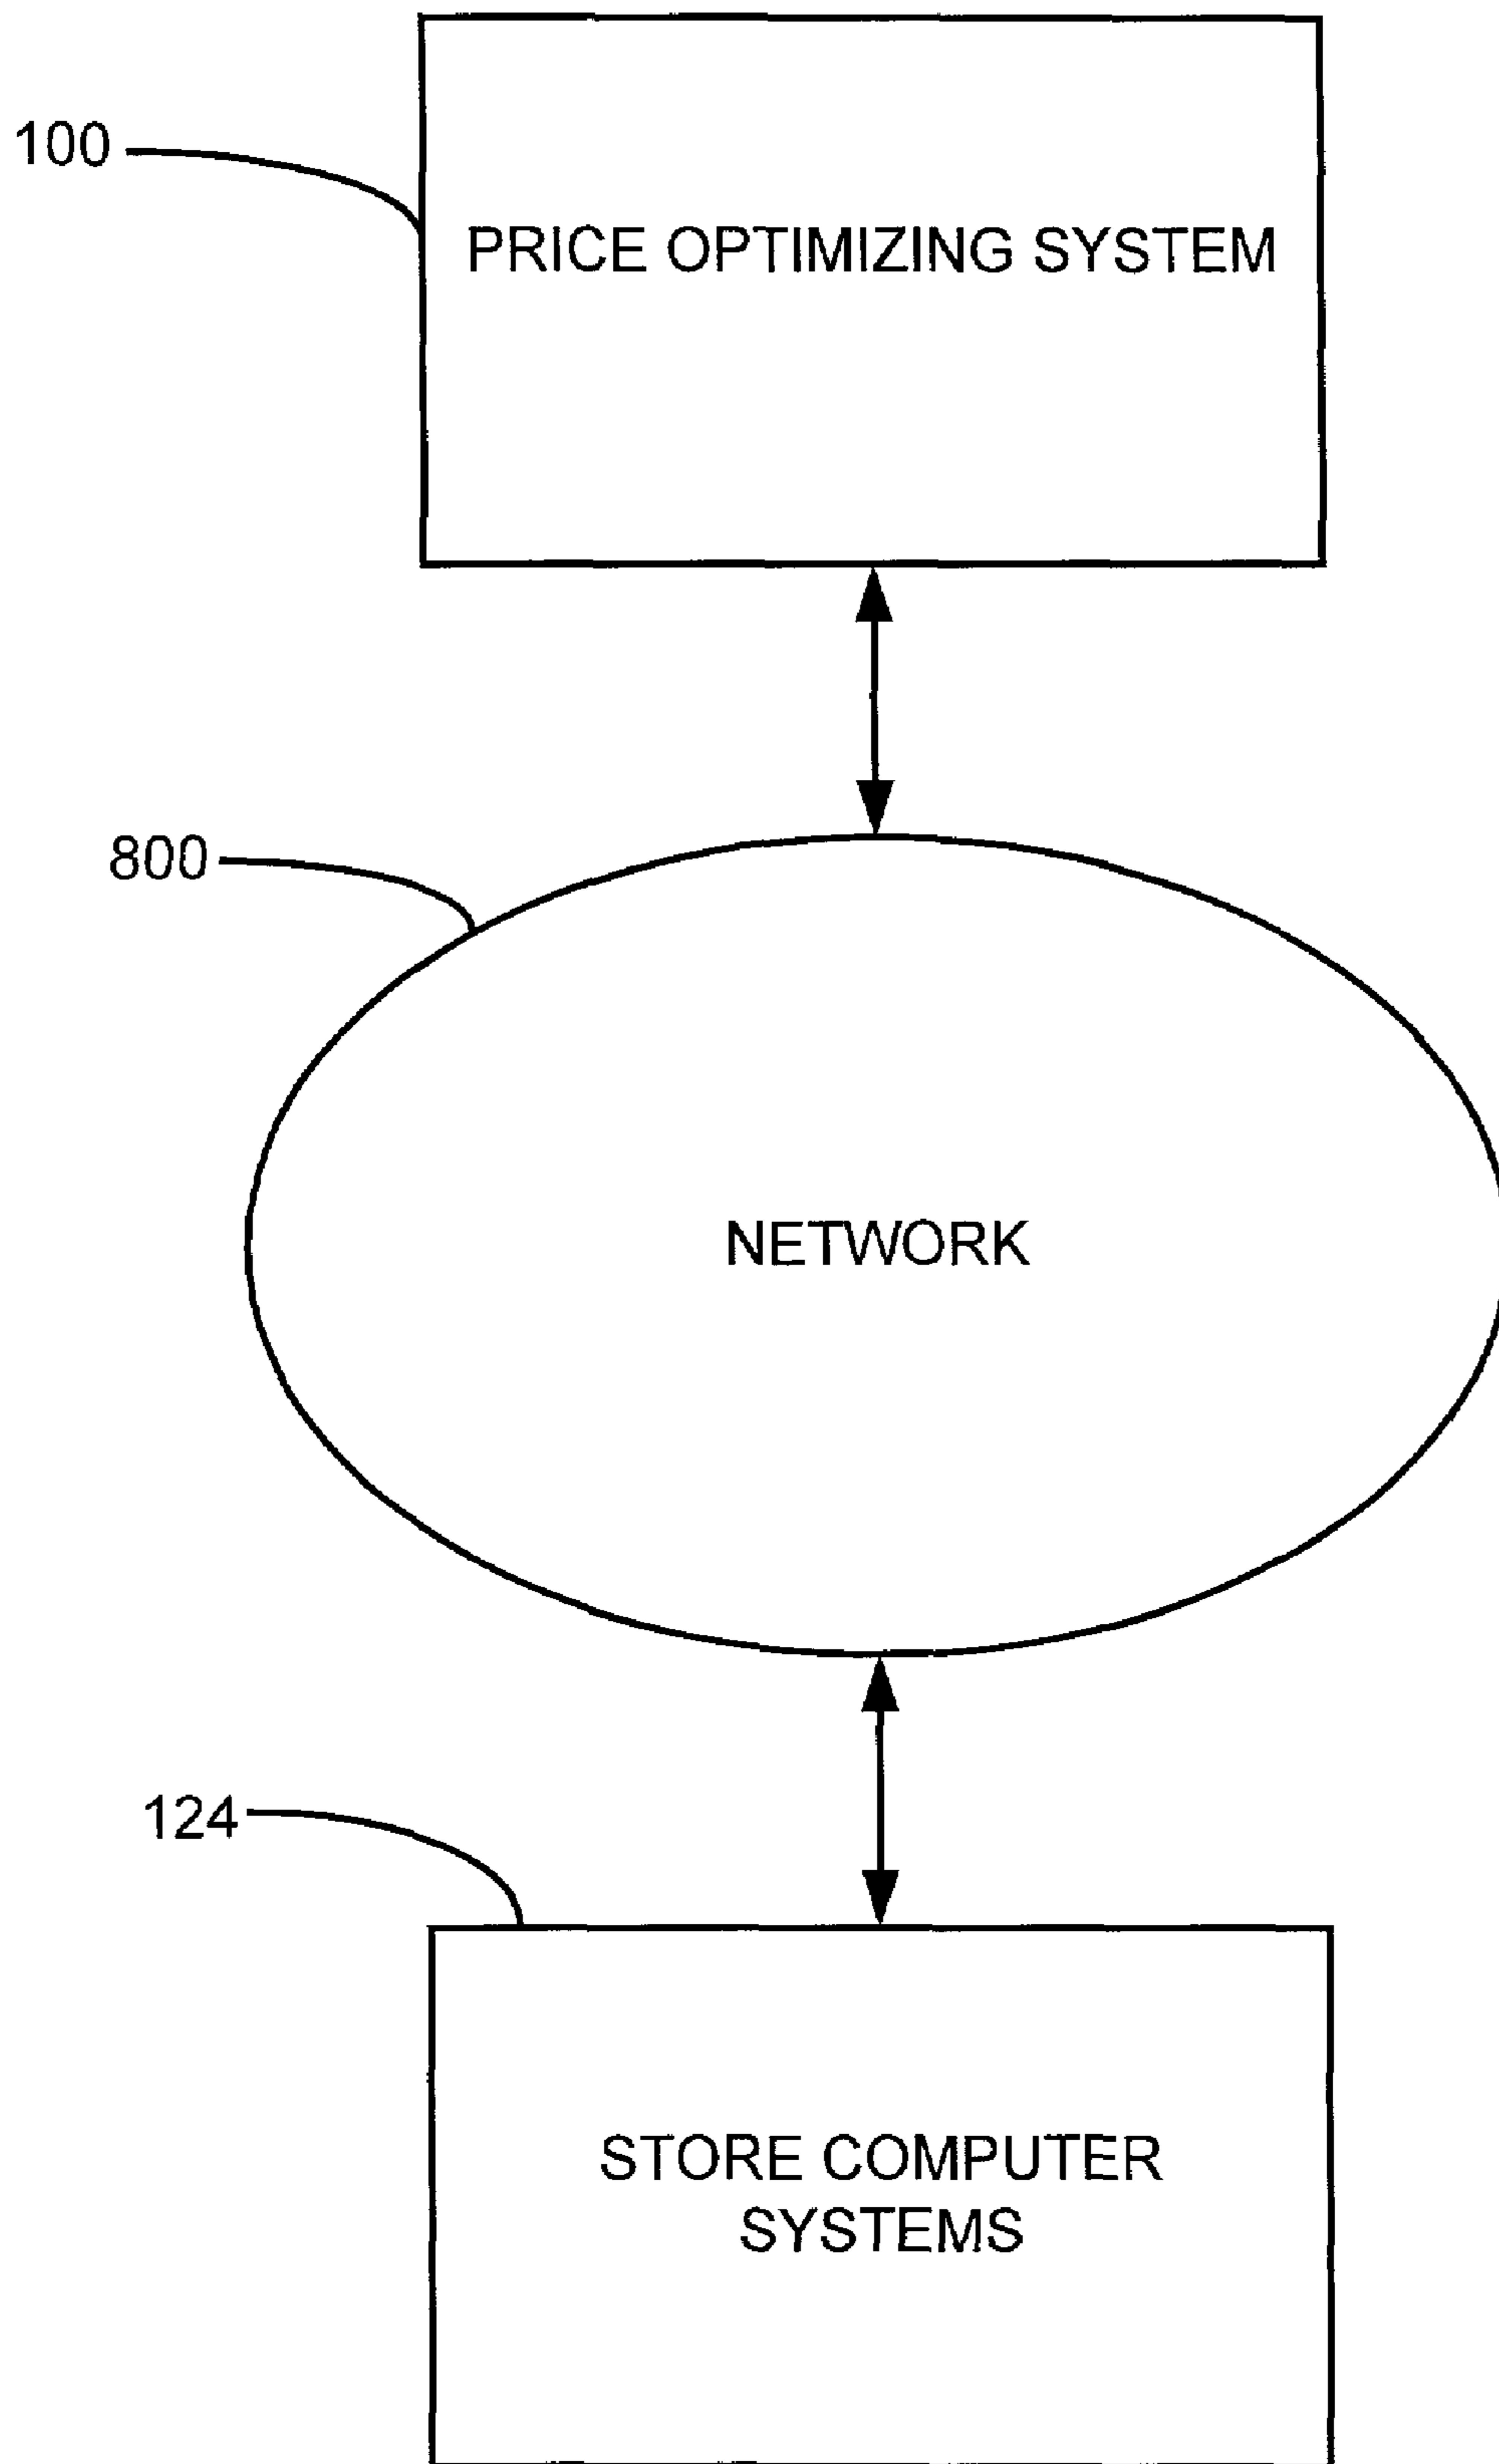 100
PRICE OPTIMIZING SYSTEM
800
NETWORK
124
STORE COMPUTER
SYSTEMS